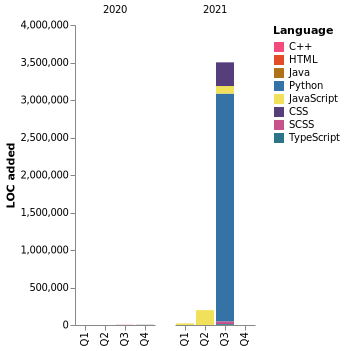 2020
2021
Language
C++
HTML
Java
Python
JavaScript
CSS
SCSS
TypeScript
LOC added
4,000,000
3,500,000
3,000,000
2,500,000
2,000,000
1,500,000
1,000,000
500,000
0
Q1
Q2
Q3
Q4
Q1
Q2
Q3
Q4